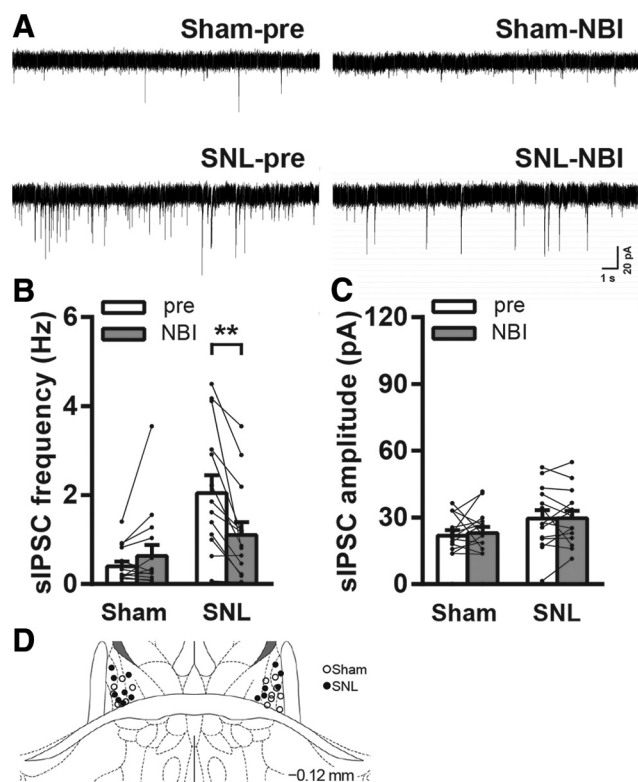 A
Sham-pre
Sham-NBI
SNL-pre
SNL-NBI
20 pA
1 s
B
pre
NBI
**
sIPSC frequency (Hz)
6
4
2
0
Sham
SNL
C
pre
NBI
sIPSC amplitude (pA)
120
90
60
30
0
Sham
SNL
D
Sham
SNL
−0.12 mm